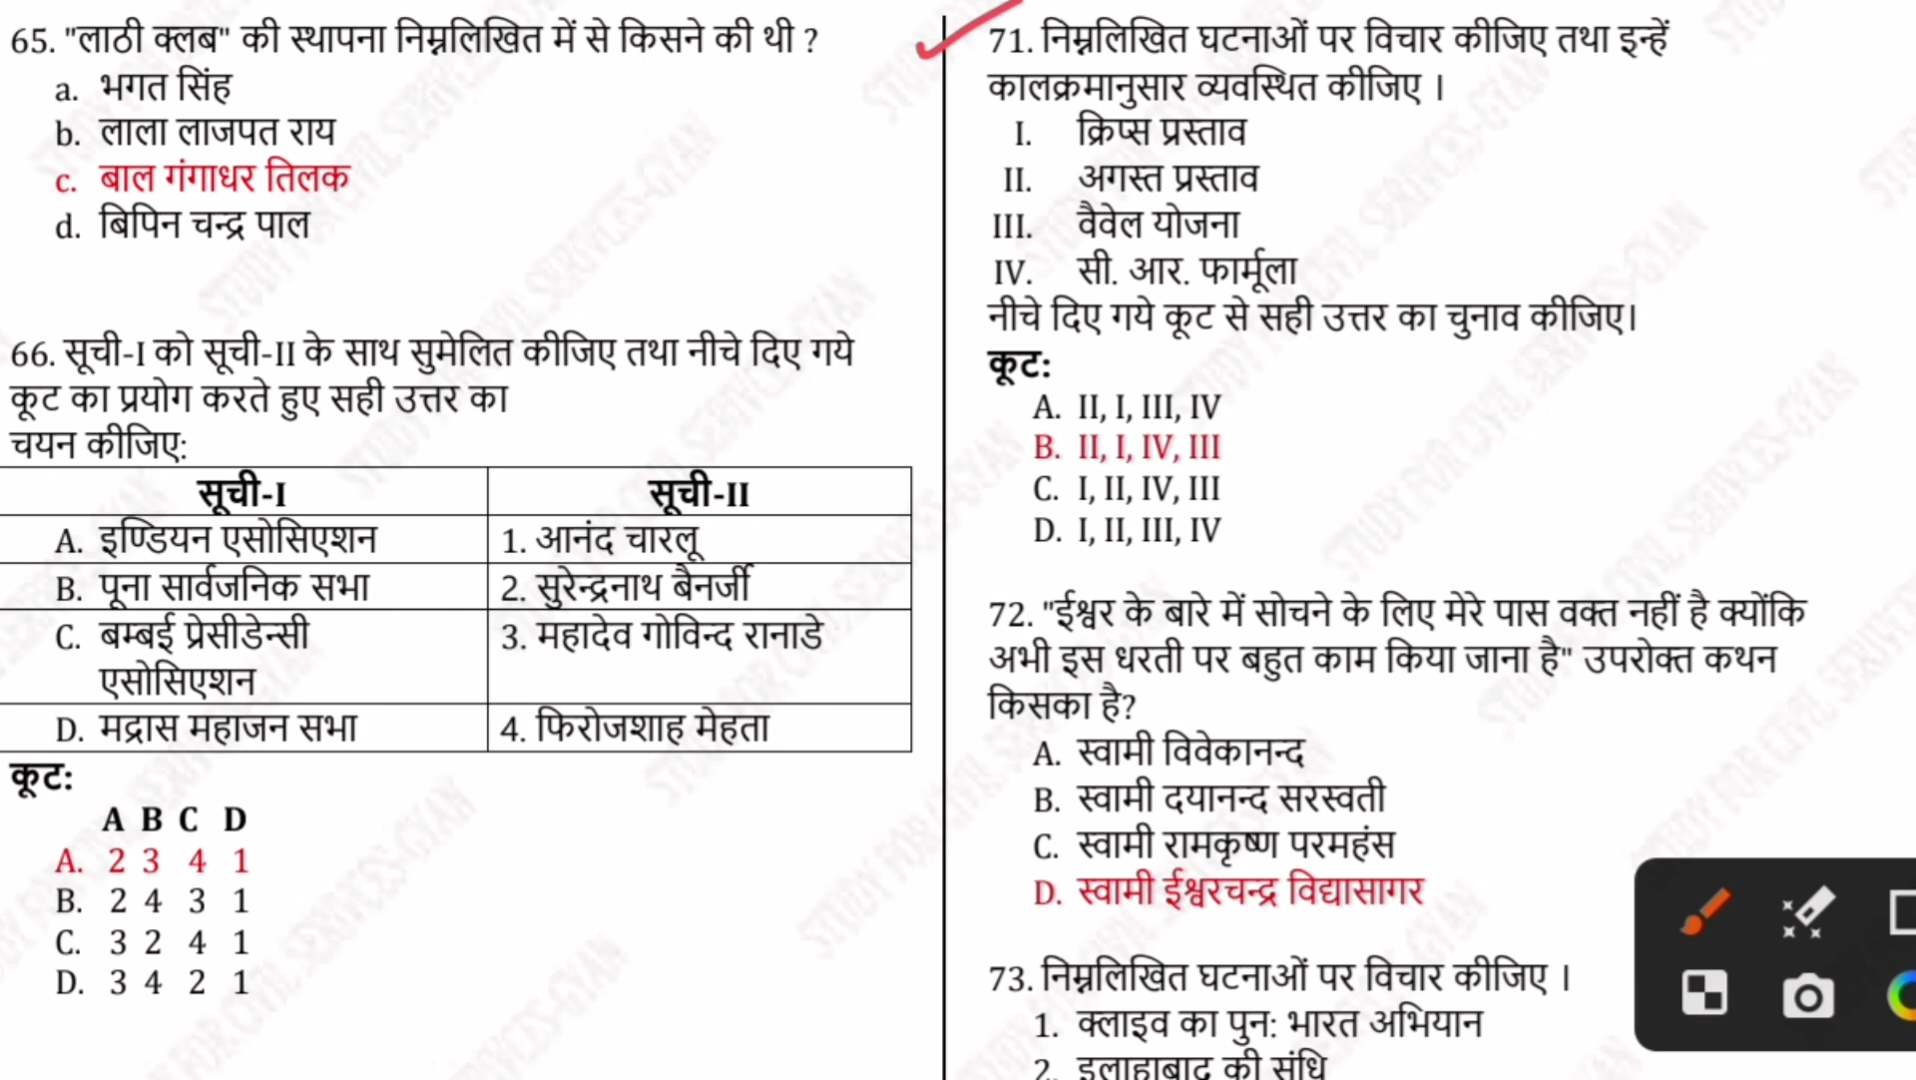 65. "लाठी क्लब" की स्थापना निम्नलिखित में से किसने की थी ?
a. भगत सिंह
b. लाला लाजपत राय
c. बाल गंगाधर तिलक
d. बिपिन चन्द्र पाल
66. सूची-I को सूची-II के साथ सुमेलित कीजिए तथा नीचे दिए गये
कूट का प्रयोग करते हुए सही उत्तर का
चयन कीजिए:
सूची-I सूची-II
A. इण्डियन एसोसिएशन 1. आनंद चारलू
B. पूना सार्वजनिक सभा 2. सुरेन्द्रनाथ बैनर्जी
C. बम्बई प्रेसीडेन्सी 3. महादेव गोविन्द रानाडे
एसोसिएशन
D. मद्रास महाजन सभा 4. फिरोजशाह मेहता
कूट:
A B C D
A. 2 3 4 1
B. 2 4 3 1
C. 3 2 4 1
D. 3 4 2 1
71. निम्नलिखित घटनाओं पर विचार कीजिए तथा इन्हें
कालक्रमानुसार व्यवस्थित कीजिए ।
I. क्रिप्स प्रस्ताव
II. अगस्त प्रस्ताव
III. वैवेल योजना
IV. सी. आर. फार्मूला
नीचे दिए गये कूट से सही उत्तर का चुनाव कीजिए।
कूट:
A. II, I, III, IV
B. II, I, IV, III
C. I, II, IV, III
D. I, II, III, IV
72. "ईश्वर के बारे में सोचने के लिए मेरे पास वक्त नहीं है क्योंकि
अभी इस धरती पर बहुत काम किया जाना है" उपरोक्त कथन
किसका है?
A. स्वामी विवेकानन्द
B. स्वामी दयानन्द सरस्वती
C. स्वामी रामकृष्ण परमहंस
D. स्वामी ईश्वरचन्द्र विद्यासागर
73. निम्नलिखित घटनाओं पर विचार कीजिए ।
1. क्लाइव का पुन: भारत अभियान
2. इलाहाबाद की संधि